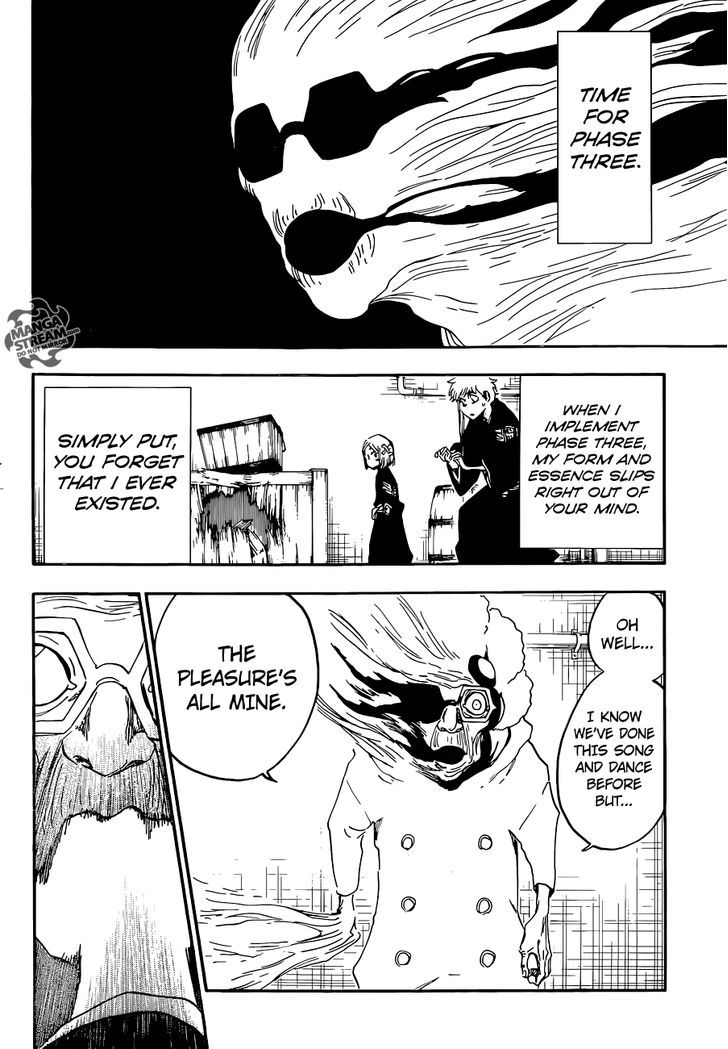 TIME
FOR
PHASE
THREE.
MANGA
STREAM.com
DO NOT MIRROR
WHEN I
IMPLEMENT
PHASE THREE,
MY FORM AND
ESSENCE SLIPS
RIGHT OUT OF
YOUR MIND.
SIMPLY PUT,
YOU FORGET
THAT I EVER
EXISTED.
OH
WELL...
I KNOW
WE'VE DONE
THIS SONG
AND DANCE
BEFORE
BUT...
THE
PLEASURE'S
ALL MINE.